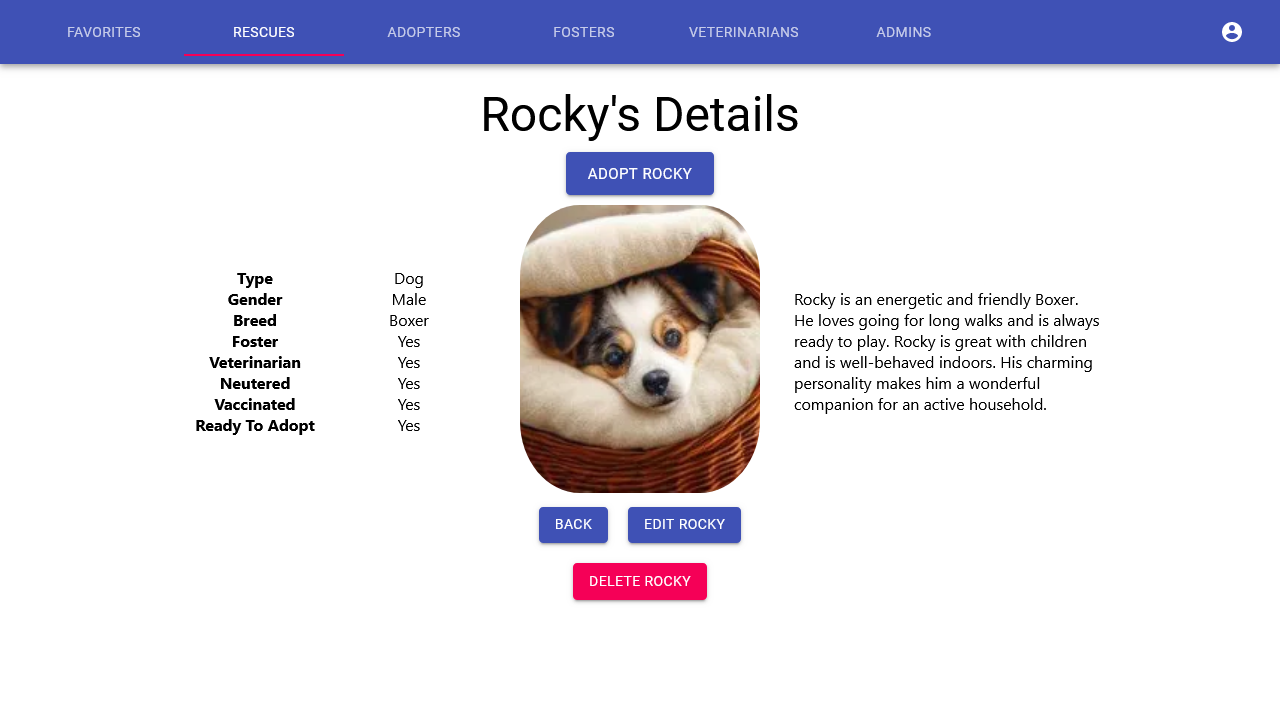 FAVORITES RESCUES ADOPTERS FOSTERS VETERINARIANS ADMINS
Rocky's Details
ADOPT ROCKY
Type Dog
Gender Male
Breed Boxer
Foster Yes
Veterinarian Yes
Neutered Yes
Vaccinated Yes
Ready To Adopt Yes
Rocky is an energetic and friendly Boxer.
He loves going for long walks and is always
ready to play. Rocky is great with children
and is well-behaved indoors. His charming
personality makes him a wonderful
companion for an active household.
BACK EDIT ROCKY
DELETE ROCKY